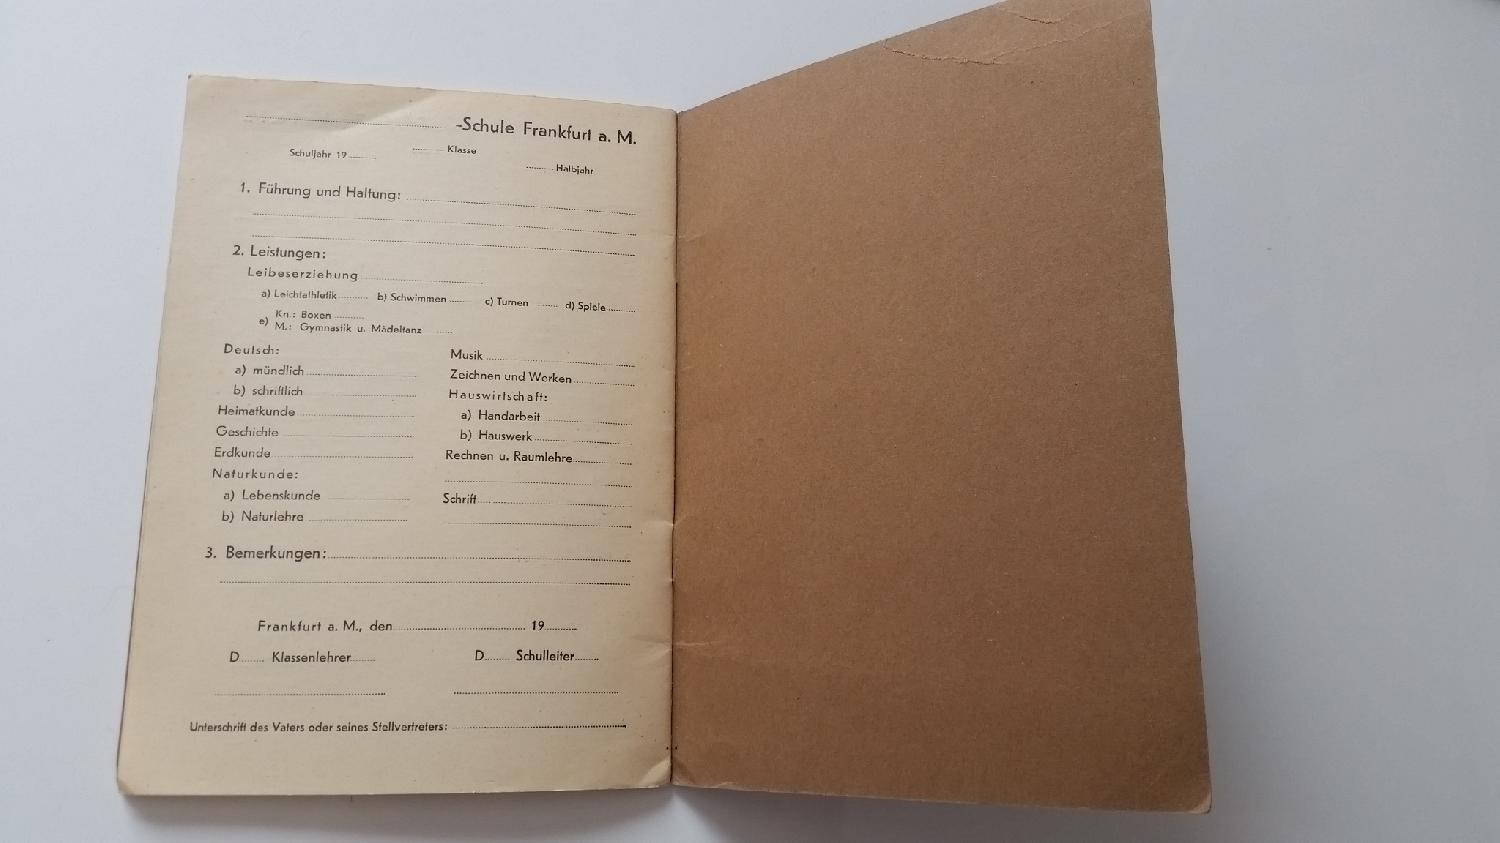 -Schule Frankfurt a. M.
Schuljahr 19
Klasse
Halbjahr
1. Führung und Haltung:
2. Leistungen:
Leibeserziehung
a) Leichtathletik b) Schwimmen c) Turnen d) Spiele
e) Kn.: Boxen
M.: Gymnastik u. Mädeltanz
Deutsch:
a) mündlich
b) schriftlich
Heimatkunde
Geschichte
Erdkunde
Naturkunde:
a) Lebenskunde
b) Naturlehre
Musik
Zeichnen und Werken
Hauswirtschaft:
a) Handarbeit
b) Hauswerk
Rechnen u. Raumlehre
Schrift
3. Bemerkungen:
Frankfurt a. M., den 19
D Klassenlehrer
D Schulleiter
Unterschrift des Vaters oder seines Stellvertreters: